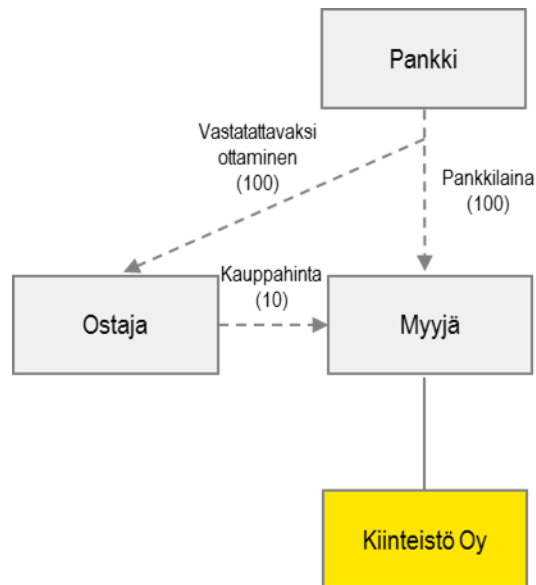 Pankki
Vastatattavaksi
ottaminen
(100)
Pankkilaina
(100)
Kauppahinta
(10)
Ostaja
Myyjä
Kiinteistö Oy